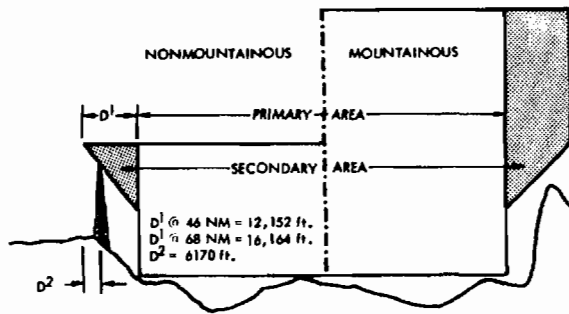 NONMOUNTAINOUS MOUNTAINOUS
D¹ PRIMARY AREA
SECONDARY AREA
D¹ @ 46 NM = 12,152 ft.
D¹ @ 68 NM = 16,164 ft.
D² = 6170 ft.
D²